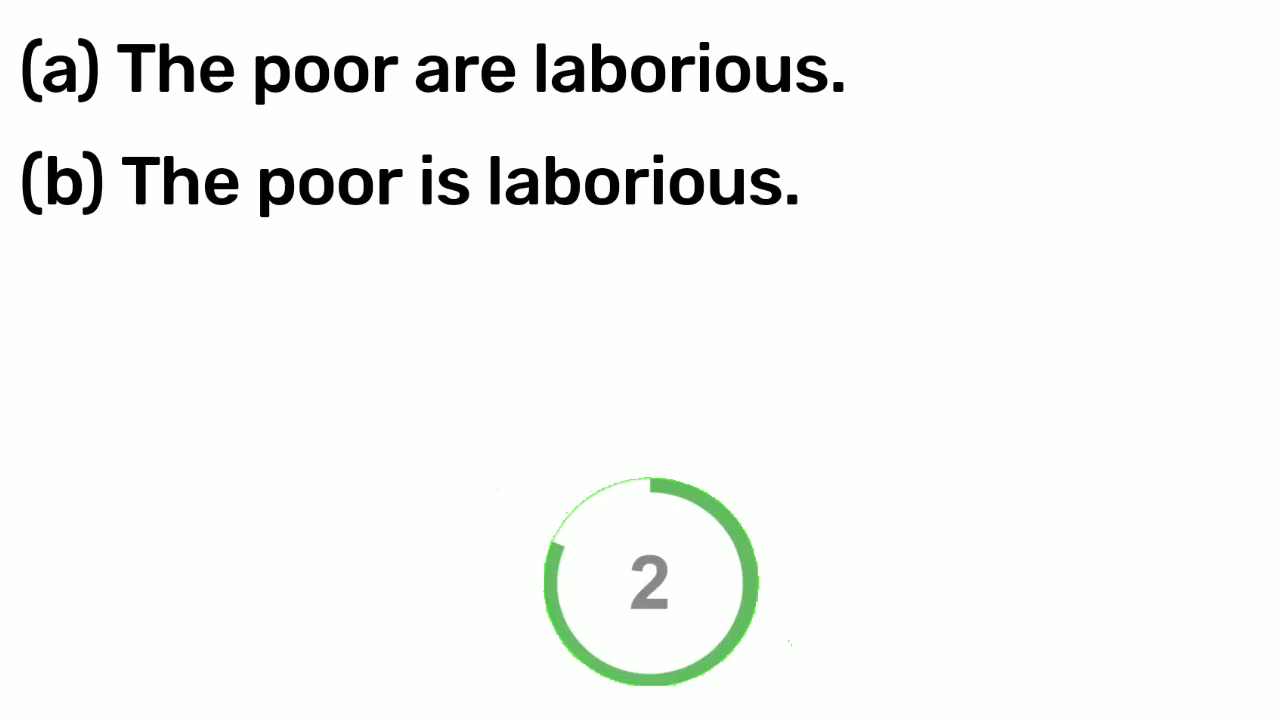 (a) The poor are laborious.
(b) The poor is laborious.
2